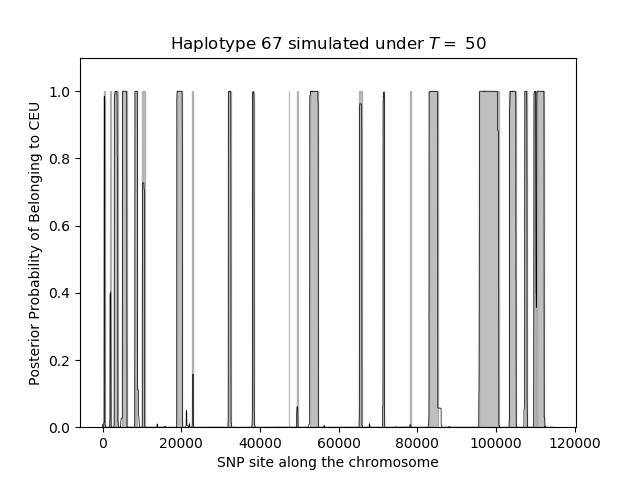 Haplotype 67 simulated under T = 50
Posterior Probability of Belonging to CEU
1.0
0.8
0.6
0.4
0.2
0.0
0 20000 40000 60000 80000 100000 120000
SNP site along the chromosome